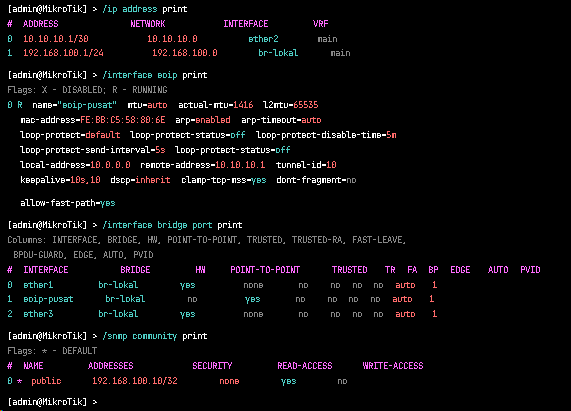 [admin@MikroTik] > /ip address print
# ADDRESS NETWORK INTERFACE VRF
0 10.10.10.1/30 10.10.10.0 ether2 main
1 192.168.100.1/24 192.168.100.0 br-lokal main
[admin@MikroTik] > /interface eoip print
Flags: X - DISABLED; R - RUNNING
0 R name="eoip-pusat" mtu=auto actual-mtu=1416 l2mtu=65535
mac-address=FE:BB:C5:58:80:6E arp=enabled arp-timeout=auto
loop-protect=default loop-protect-status=off loop-protect-disable-time=5m
loop-protect-send-interval=5s loop-protect-status=off
local-address=10.0.0.0 remote-address=10.10.10.1 tunnel-id=10
keepalive=10s,10 dscp=inherit clamp-tcp-mss=yes dont-fragment=no
allow-fast-path=yes
[admin@MikroTik] > /interface bridge port print
Columns: INTERFACE, BRIDGE, HW, POINT-TO-POINT, TRUSTED, TRUSTED-RA, FAST-LEAVE,
BPDU-GUARD, EDGE, AUTO, PVID
# INTERFACE BRIDGE HW POINT-TO-POINT TRUSTED TR FA BP EDGE AUTO PVID
0 ether1 br-lokal yes none no no no no auto 1
1 eoip-pusat br-lokal no yes no no no no auto 1
2 ether3 br-lokal yes none no no no no auto 1
[admin@MikroTik] > /snmp community print
Flags: * - DEFAULT
# NAME ADDRESSES SECURITY READ-ACCESS WRITE-ACCESS
0 * public 192.168.100.10/32 none yes no
[admin@MikroTik] >